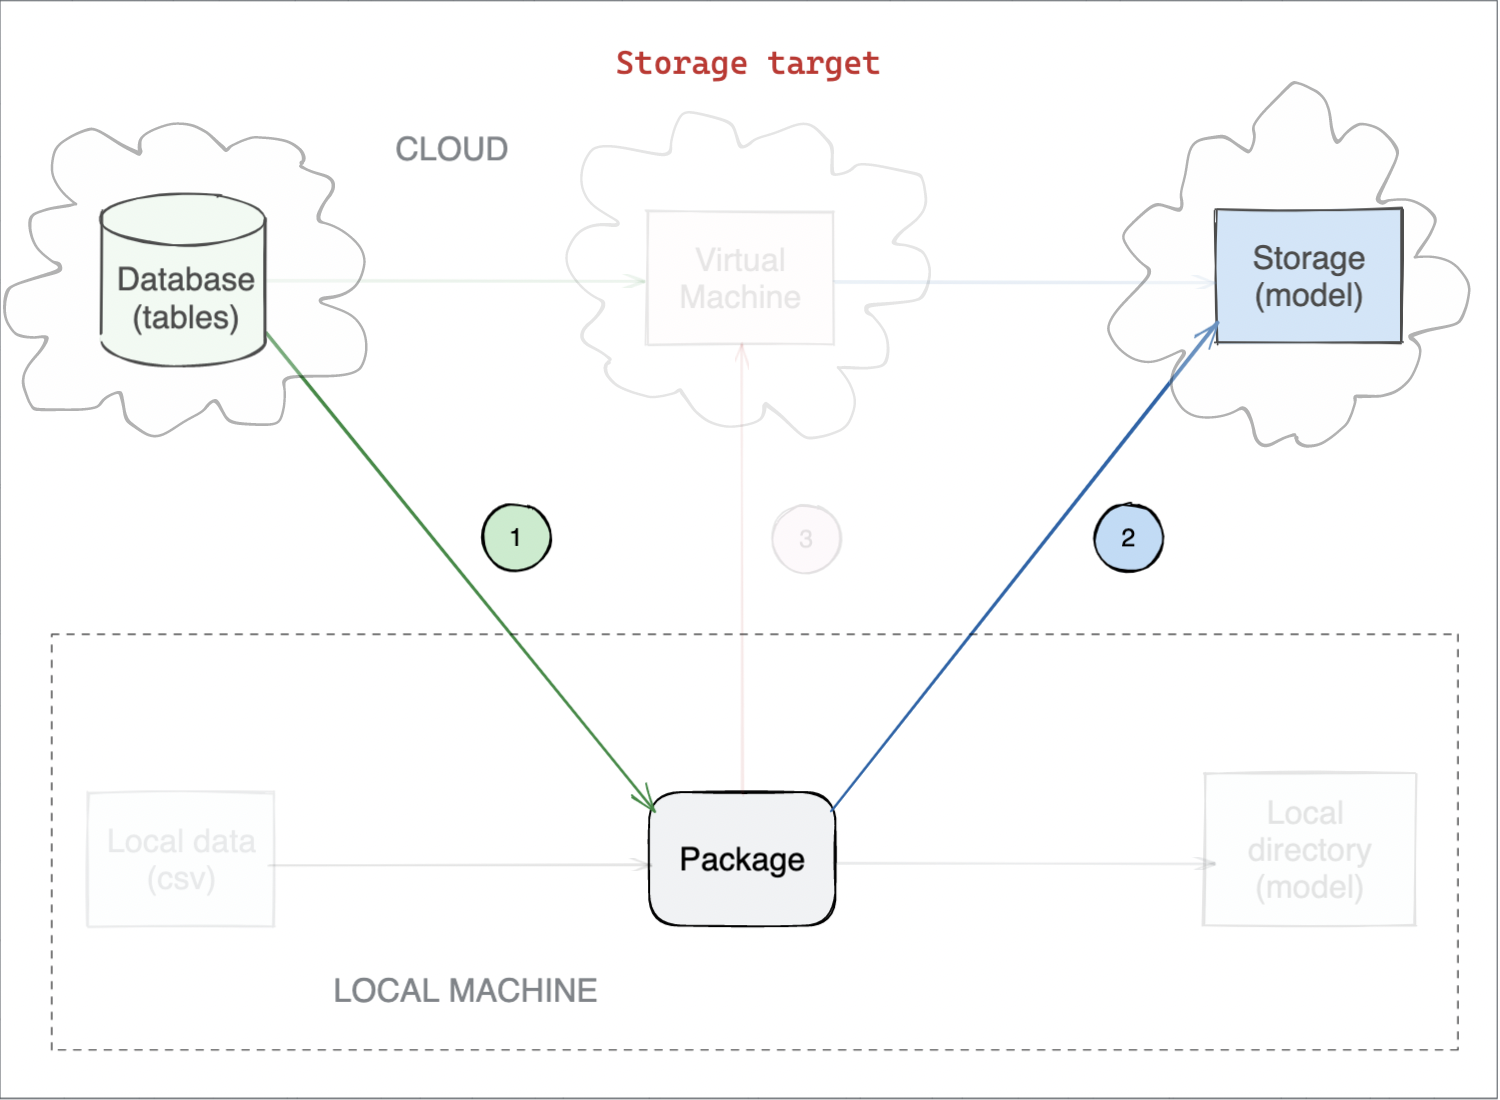 Storage target
CLOUD
Database
(tables)
Virtual
Machine
Storage
(model)
1
3
2
Local data
(csv)
Package
Local
directory
(model)
LOCAL MACHINE